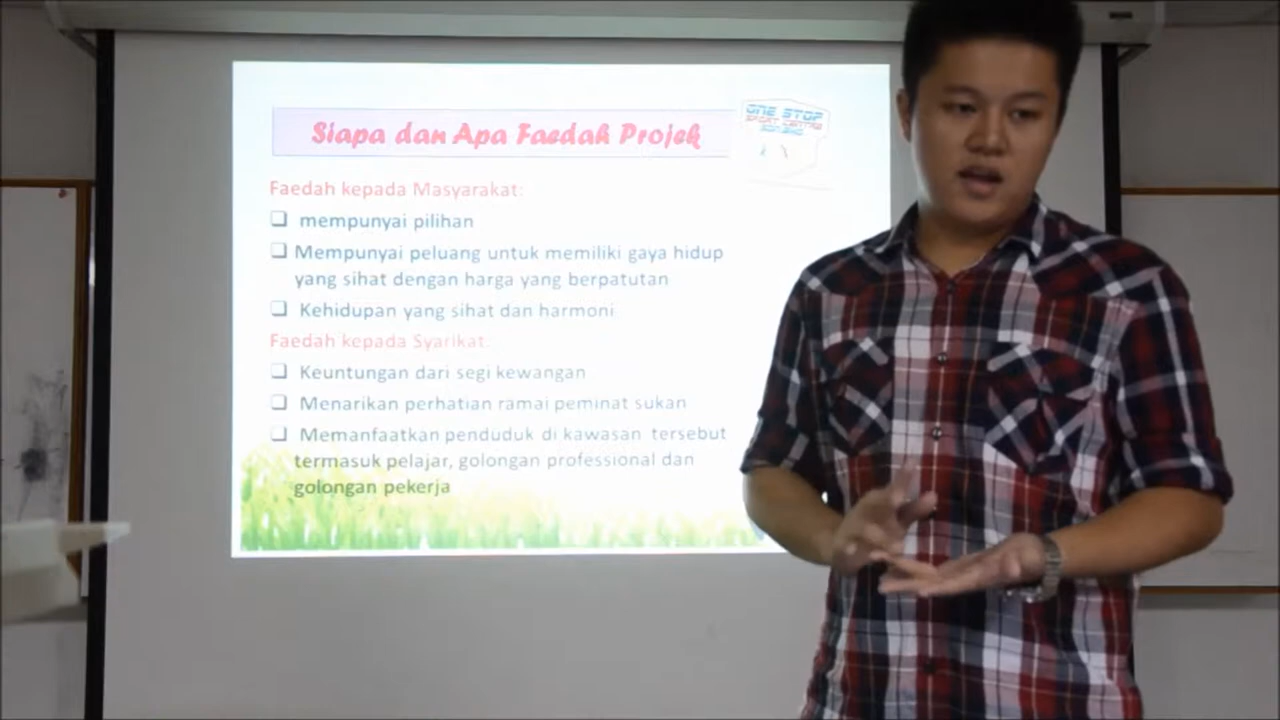 Siapa dan Apa Faedah Projek
ONE STOP
SPORT CENTRE
Faedah kepada Masyarakat:
❑ mempunyai pilihan
❑ Mempunyai peluang untuk memiliki gaya hidup
yang sihat dengan harga yang berpatutan
❑ Kehidupan yang sihat dan harmoni
Faedah kepada Syarikat:
❑ Keuntungan dari segi kewangan
❑ Menarikan perhatian ramai peminat sukan
❑ Memanfaatkan penduduk di kawasan tersebut
termasuk pelajar, golongan professional dan
golongan pekerja